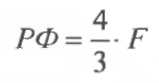 РФ = 4/3 · F